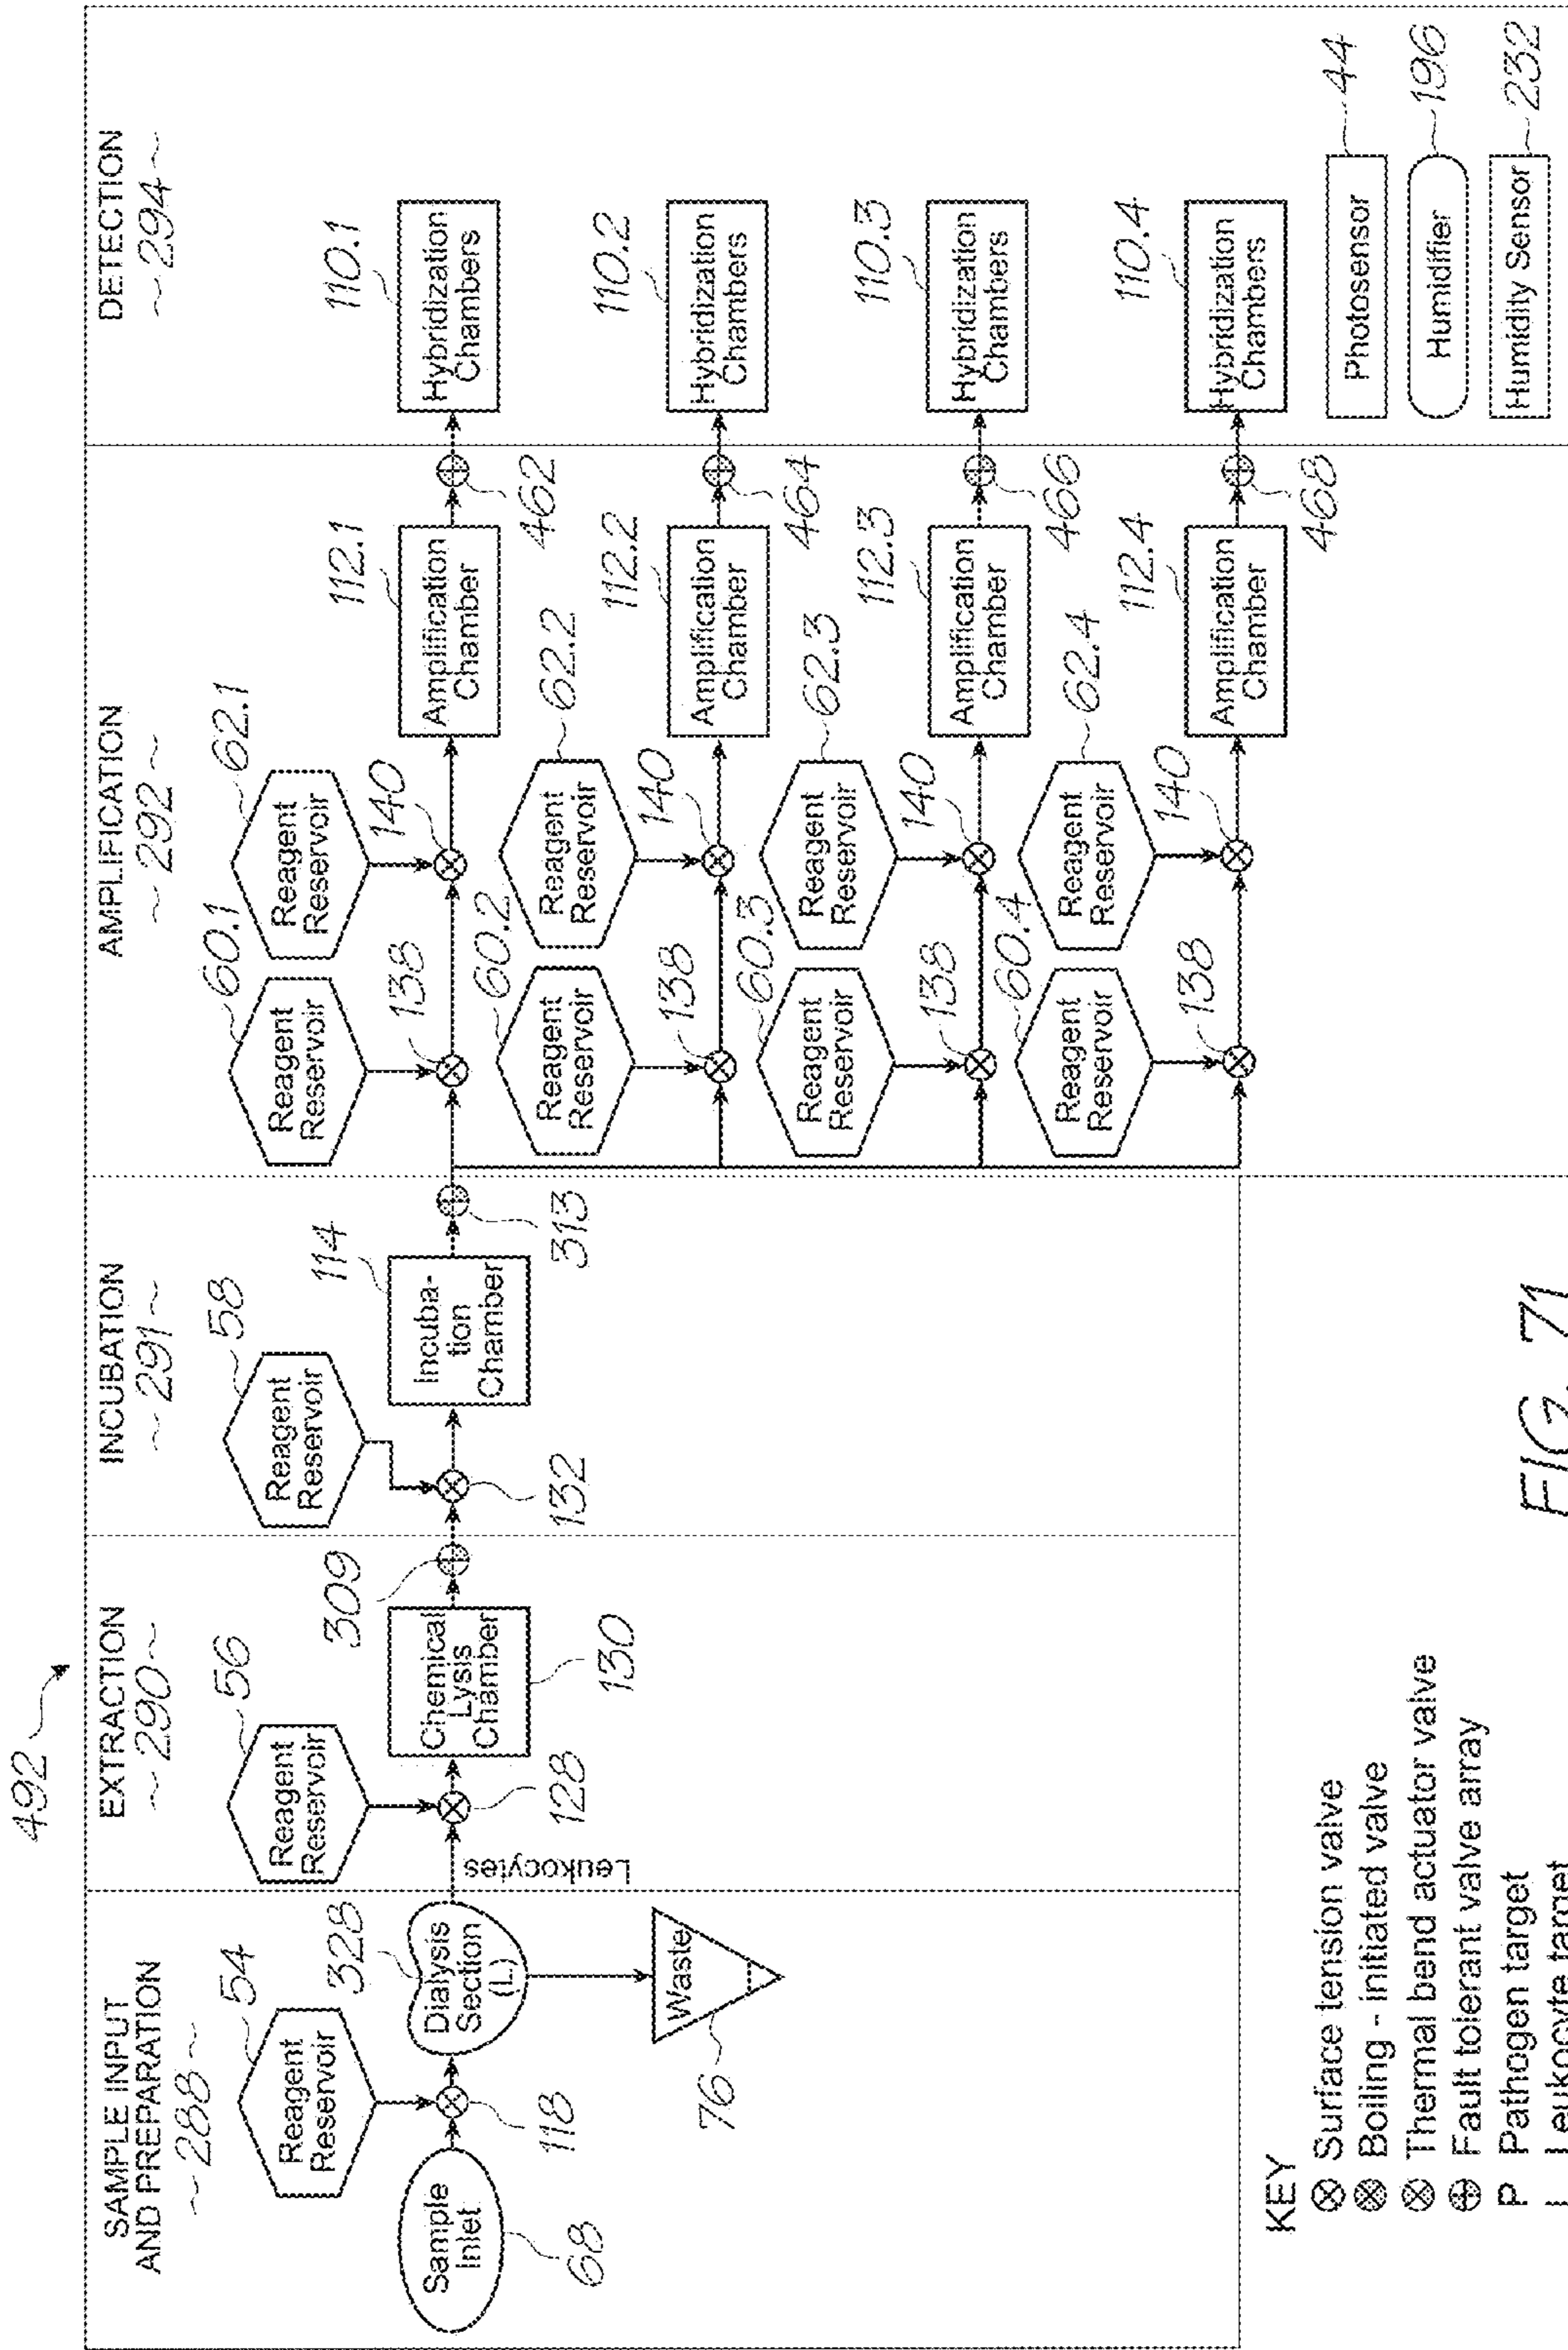 492
SAMPLE INPUT
AND PREPARATION
~ 288 ~
EXTRACTION
~ 290 ~
INCUBATION
~ 291 ~
AMPLIFICATION
~ 292 ~
DETECTION
~ 294 ~
54
Reagent
Reservoir
Sample
Inlet
68
118
328
Dialysis
Section
(L)
Waste
76
Leukocytes
56
Reagent
Reservoir
128
Chemical
Lysis
Chamber
130
309
58
Reagent
Reservoir
132
114
Incuba-
tion
Chamber
313
60.1
Reagent
Reservoir
138
62.1
Reagent
Reservoir
140
112.1
Amplification
Chamber
462
110.1
Hybridization
Chambers
60.2
Reagent
Reservoir
138
62.2
Reagent
Reservoir
140
112.2
Amplification
Chamber
464
110.2
Hybridization
Chambers
60.3
Reagent
Reservoir
138
62.3
Reagent
Reservoir
140
112.3
Amplification
Chamber
466
110.3
Hybridization
Chambers
60.4
Reagent
Reservoir
138
62.4
Reagent
Reservoir
140
112.4
Amplification
Chamber
468
110.4
Hybridization
Chambers
Photosensor
44
Humidifier
196
Humidity Sensor
232
KEY
Surface tension valve
Boiling - initiated valve
Thermal bend actuator valve
Fault tolerant valve array
P Pathogen target
L Leukocyte target
FIG. 71